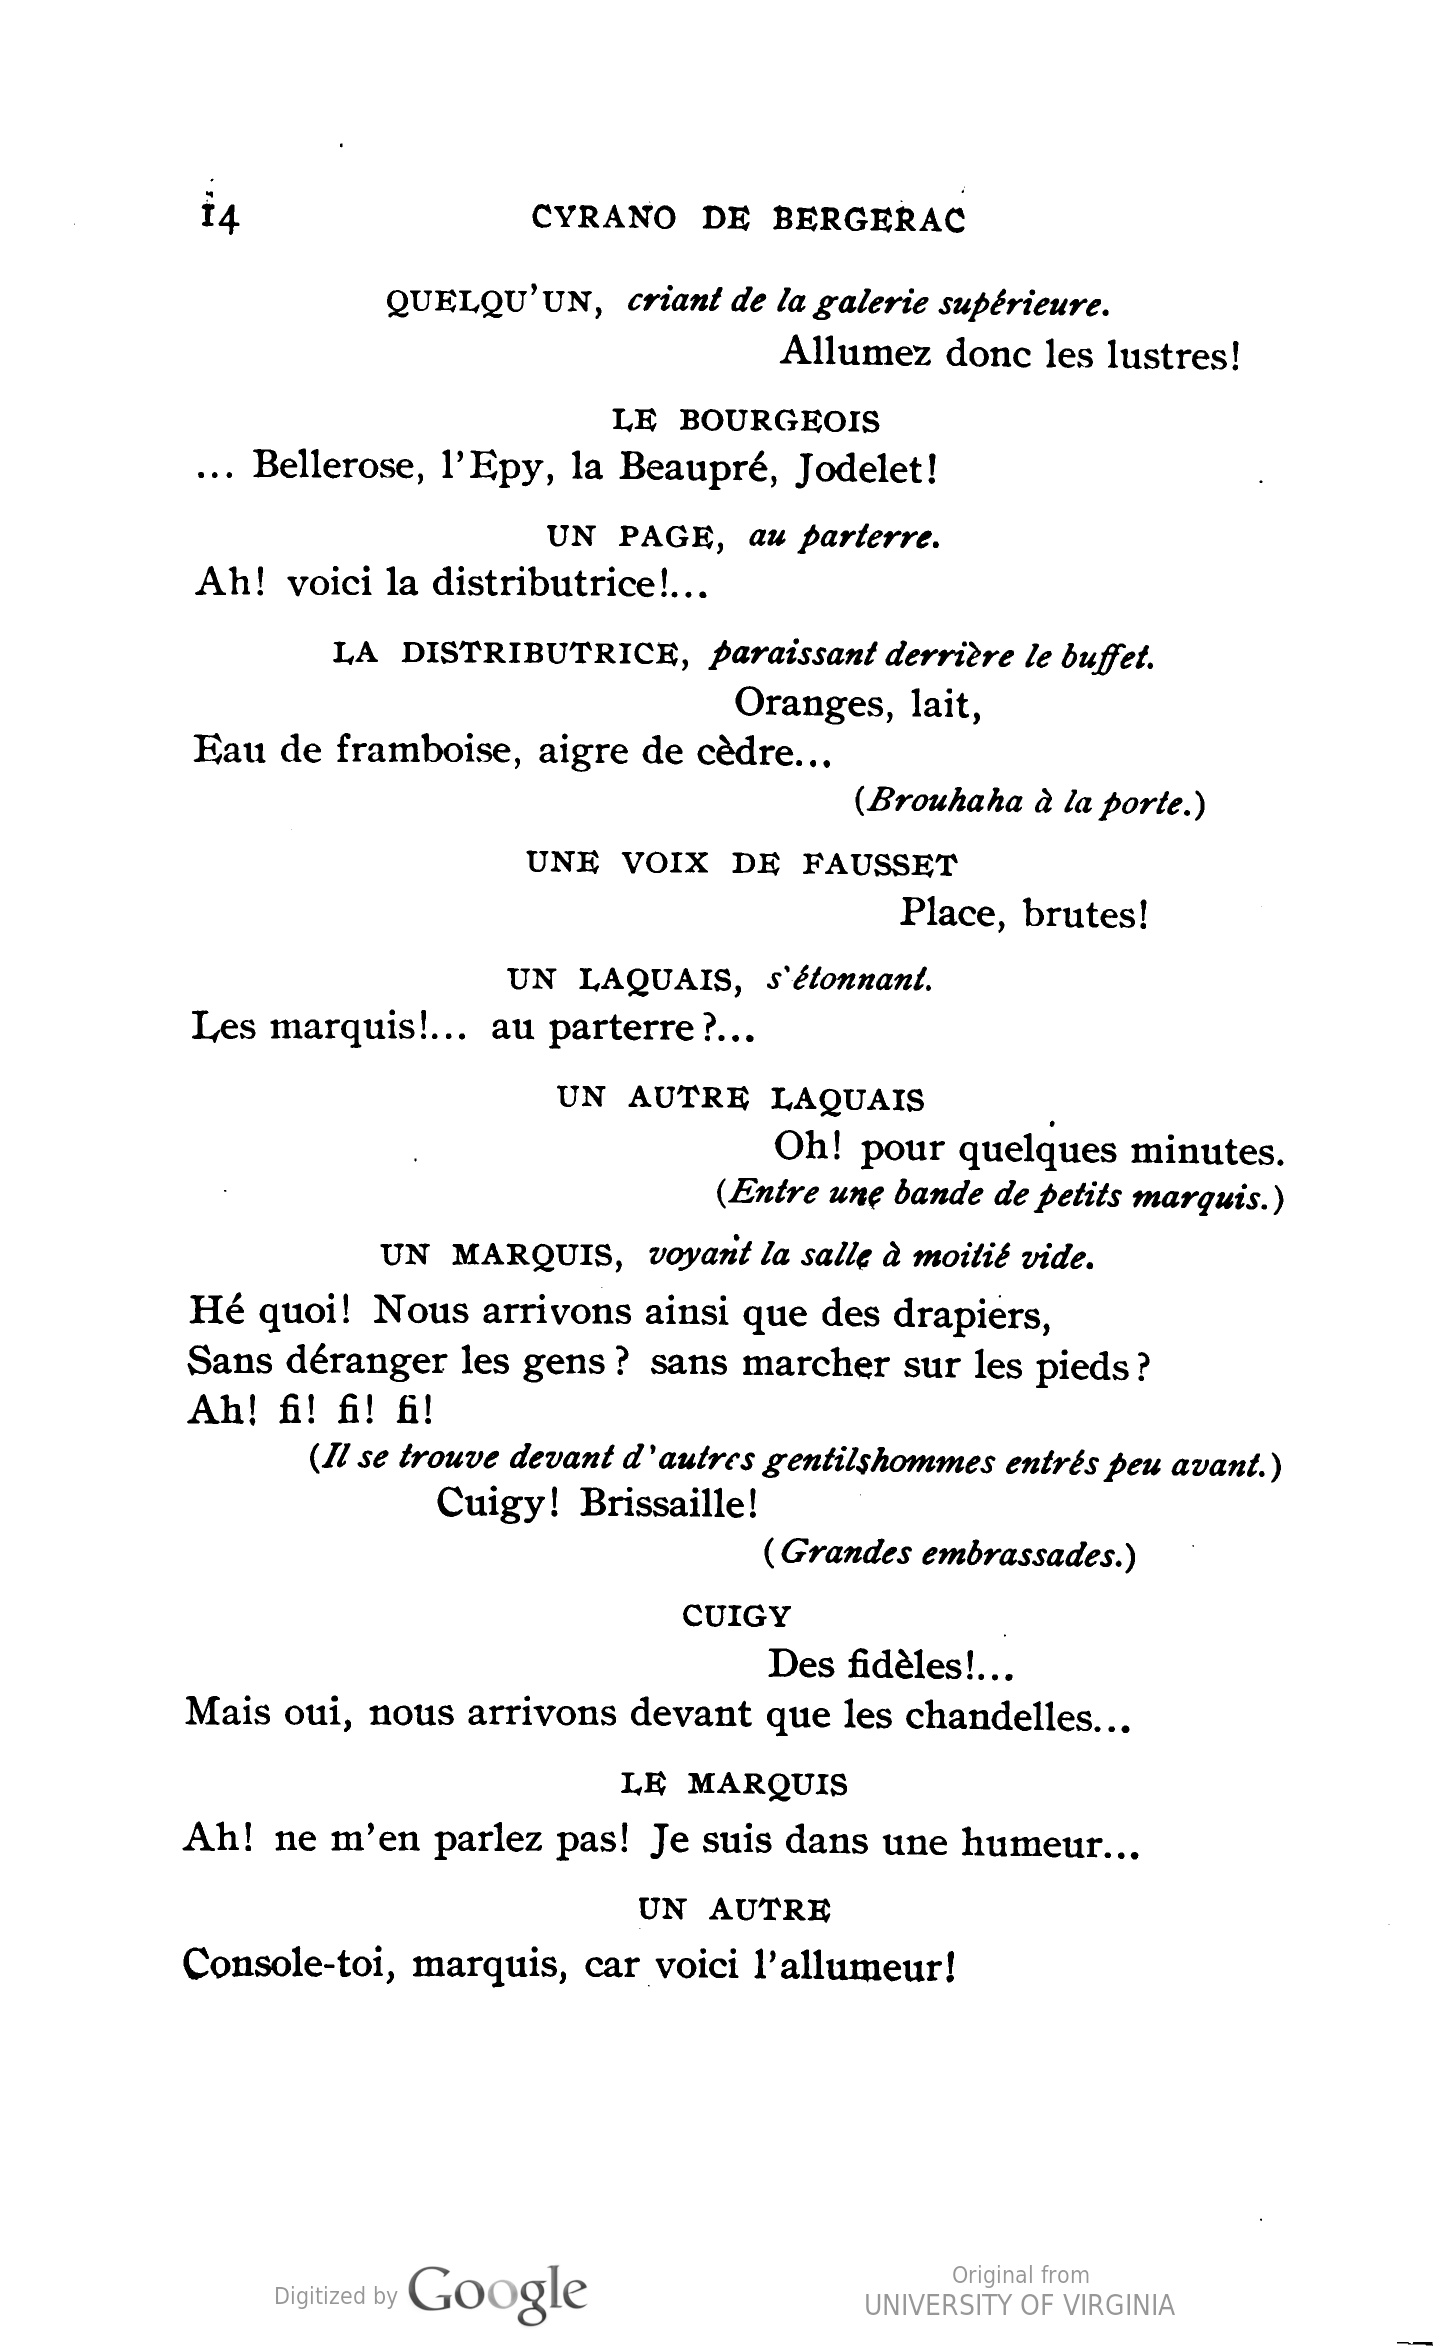 14 CYRANO DE BERGERAC
QUELQU'UN, criant de la galerie supérieure.
Allumez donc les lustres!
LE BOURGEOIS
... Bellerose, l'Epy, la Beaupré, Jodelet!
UN PAGE, au parterre.
Ah! voici la distributrice!...
LA DISTRIBUTRICE, paraissant derrière le buffet.
Oranges, lait,
Eau de framboise, aigre de cèdre...
(Brouhaha à la porte.)
UNE VOIX DE FAUSSET
Place, brutes!
UN LAQUAIS, s'étonnant.
Les marquis!... au parterre?...
UN AUTRE LAQUAIS
Oh! pour quelques minutes.
(Entre une bande de petits marquis.)
UN MARQUIS, voyant la salle à moitié vide.
Hé quoi! Nous arrivons ainsi que des drapiers,
Sans déranger les gens? sans marcher sur les pieds?
Ah! fi! fi! fi!
(Il se trouve devant d'autres gentilshommes entrés peu avant.)
Cuigy! Brissaille!
(Grandes embrassades.)
CUIGY
Des fidèles!...
Mais oui, nous arrivons devant que les chandelles...
LE MARQUIS
Ah! ne m'en parlez pas! Je suis dans une humeur...
UN AUTRE
Console-toi, marquis, car voici l'allumeur!
Digitized by Google
Original from
UNIVERSITY OF VIRGINIA